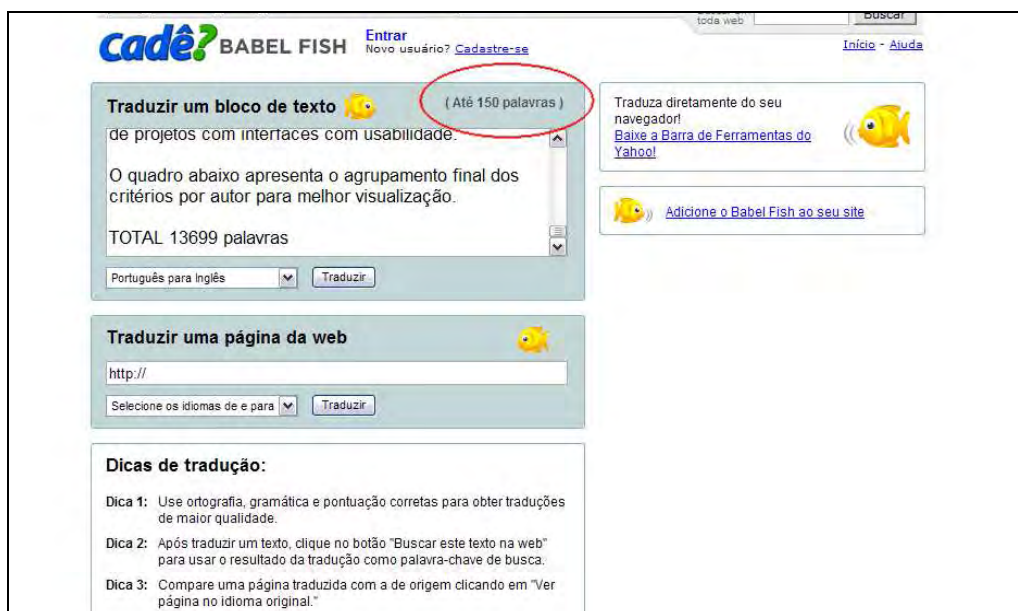 toda web
Buscar
Cadê? BABEL FISH
Entrar
Novo usuário? Cadastre-se
Início - Ajuda
Traduzir um bloco de texto
( Até 150 palavras )
de projetos com interfaces com usabilidade.
O quadro abaixo apresenta o agrupamento final dos
critérios por autor para melhor visualização.
TOTAL 13699 palavras
Português para Inglês
Traduzir
Traduza diretamente do seu
navegador!
Baixe a Barra de Ferramentas do
Yahoo!
Adicione o Babel Fish ao seu site
Traduzir uma página da web
http://
Selecione os idiomas de e para
Traduzir
Dicas de tradução:
Dica 1: Use ortografia, gramática e pontuação corretas para obter traduções
de maior qualidade.
Dica 2: Após traduzir um texto, clique no botão "Buscar este texto na web"
para usar o resultado da tradução como palavra-chave de busca.
Dica 3: Compare uma página traduzida com a de origem clicando em "Ver
página no idioma original."